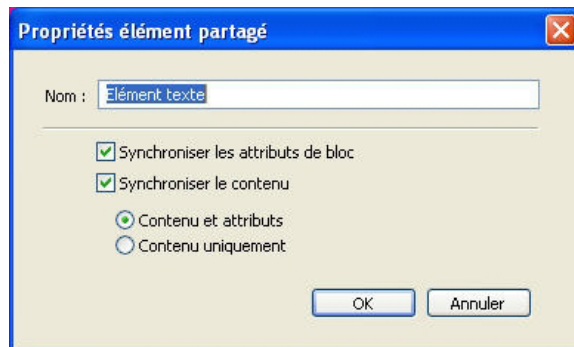 Propriétés élément partagé
Nom : Elément texte
Synchroniser les attributs de bloc
Synchroniser le contenu
Contenu et attributs
Contenu uniquement
OK Annuler